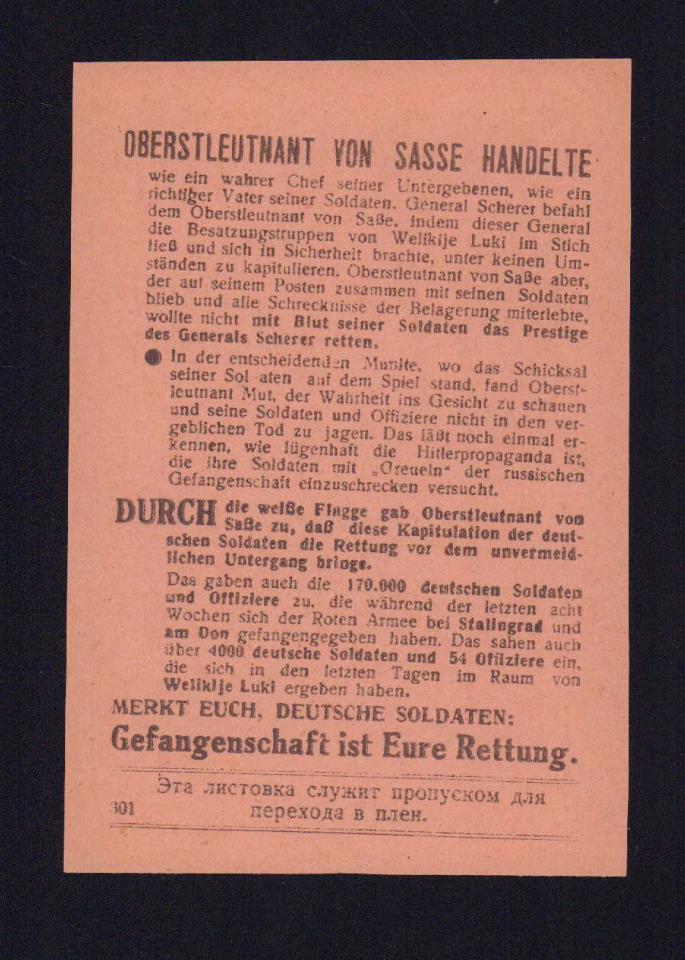 OBERSTLEUTNANT VON SASSE HANDELTE
wie ein wahrer Chef seiner Untergebenen, wie ein
richtiger Vater seiner Soldaten. General Scherer befahl
dem Oberstleutnant von Saße, indem dieser General
die Besatzungstruppen von Welikije Luki im Stich
ließ und sich in Sicherheit brachte, unter keinen Um-
ständen zu kapitulieren. Oberstleutnant von Saße aber,
der auf seinem Posten zusammen mit seinen Soldaten
blieb und alle Schrecknisse der Belagerung miterlebte,
wollte nicht mit Blut seiner Soldaten das Prestige
des Generals Scherer retten.
● In der entscheidenden Munite, wo das Schicksal
seiner Sol aten auf dem Spiel stand, fand Oberst-
leutnant Mut, der Wahrheit ins Gesicht zu schauen
und seine Soldaten und Offiziere nicht in den ver-
geblichen Tod zu jagen. Das läßt noch einmal er-
kennen, wie lügenhaft die Hitlerpropaganda ist,
die ihre Soldaten mit „Greueln“ der russischen
Gefangenschaft einzuschrecken versucht.
DURCH die weiße Flagge gab Oberstleutnant von
Saße zu, daß diese Kapitulation der deut-
schen Soldaten die Rettung vor dem unvermeid-
lichen Untergang bringe.
Das gaben auch die 170.000 deutschen Soldaten
und Offiziere zu, die während der letzten acht
Wochen sich der Roten Armee bei Stalingrad und
am Don gefangengegeben haben. Das sahen auch
über 4000 deutsche Soldaten und 54 Offiziere ein,
die sich in den letzten Tagen im Raum von
Welikije Luki ergeben haben.
MERKT EUCH, DEUTSCHE SOLDATEN:
Gefangenschaft ist Eure Rettung.
Эта листовка служит пропуском для
301 перехода в плен.